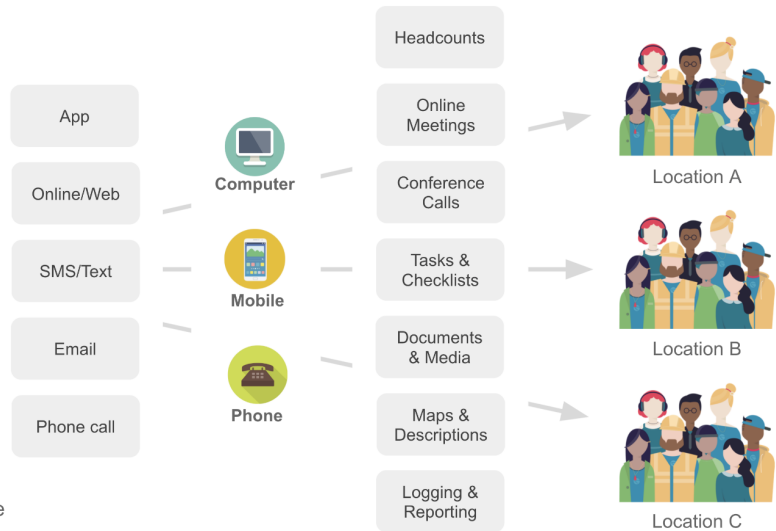 App
Online/Web
SMS/Text
Email
Phone call
Computer
Mobile
Phone
Headcounts
Online
Meetings
Conference
Calls
Tasks &
Checklists
Documents
& Media
Maps &
Descriptions
Logging &
Reporting
Location A
Location B
Location C
e